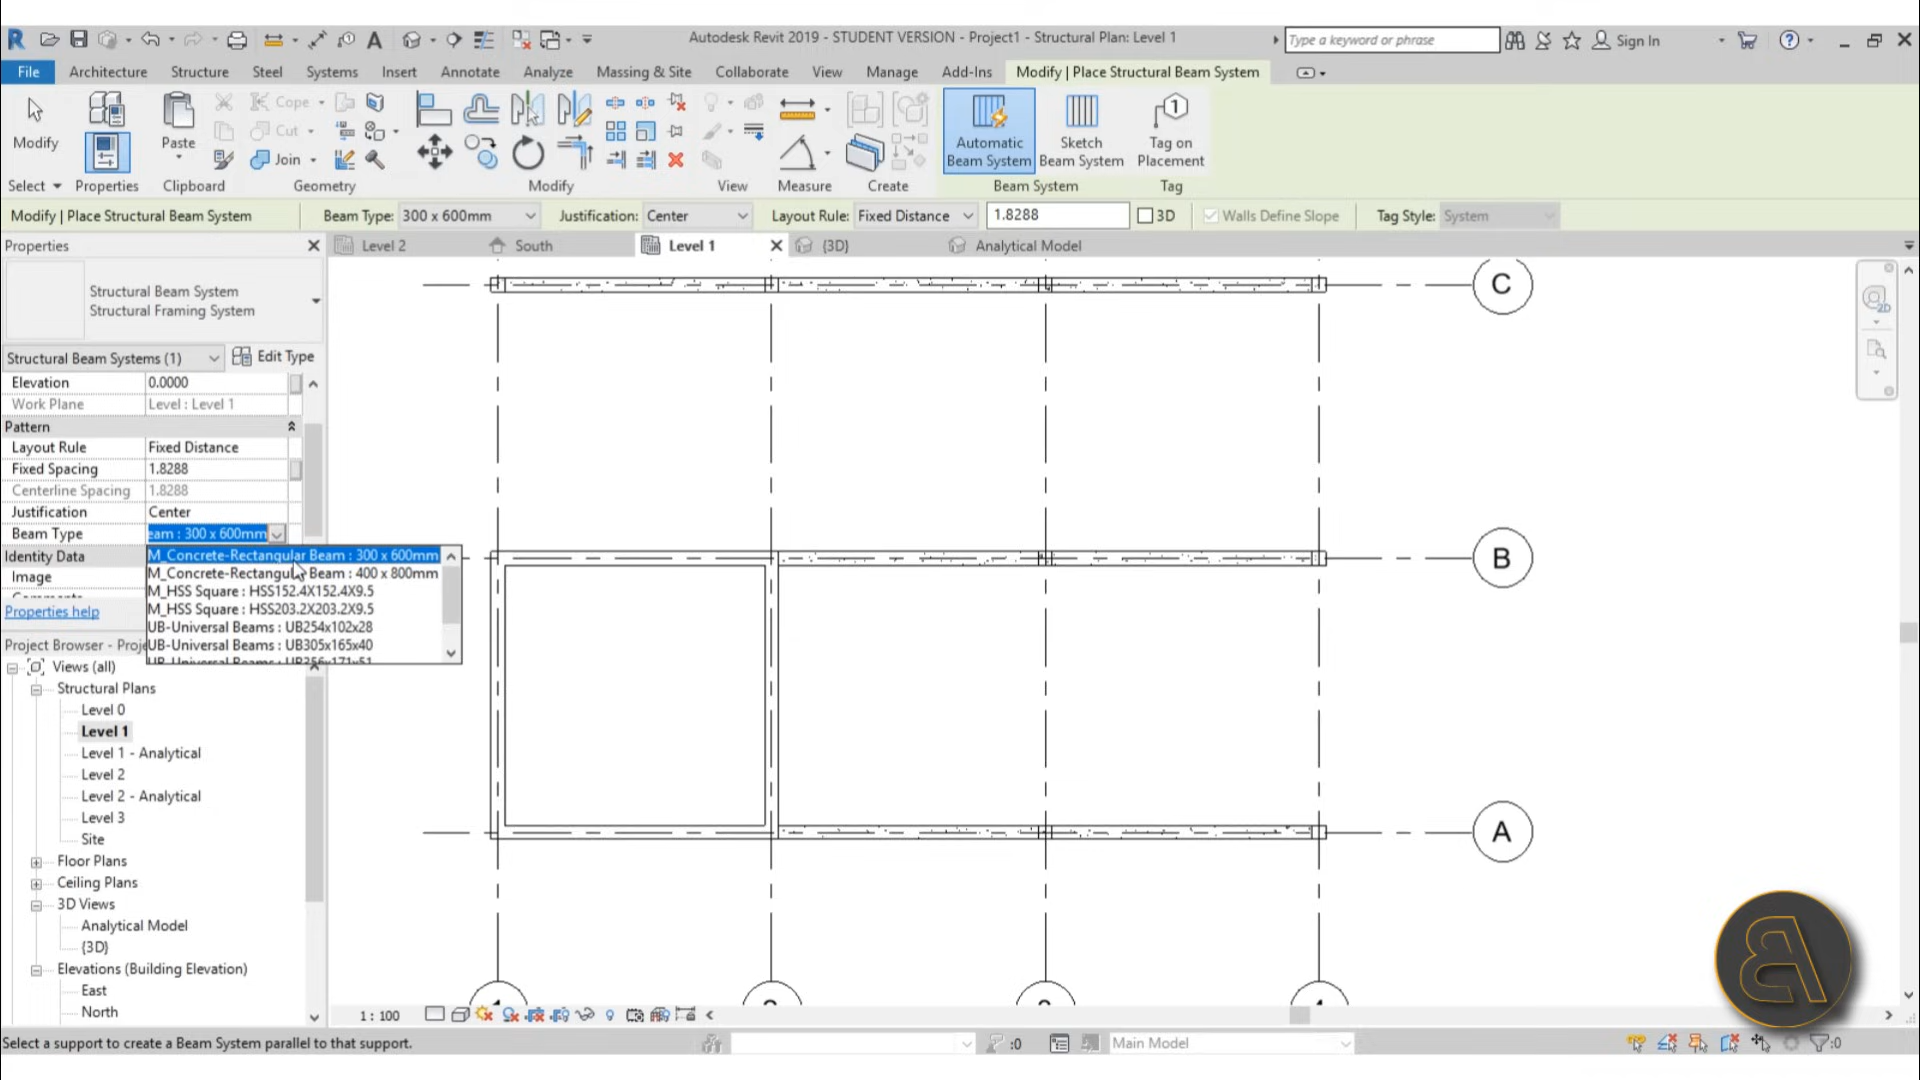 Autodesk Revit 2019 - STUDENT VERSION - Project1 - Structural Plan: Level 1
Type a keyword or phrase
Sign In
File
Architecture
Structure
Steel
Systems
Insert
Annotate
Analyze
Massing & Site
Collaborate
View
Manage
Add-Ins
Modify | Place Structural Beam System
Modify
Paste
Cope
Cut
Join
Automatic
Beam System
Sketch
Beam System
Tag on
Placement
Select
Properties
Clipboard
Geometry
Modify
View
Measure
Create
Beam System
Tag
Modify | Place Structural Beam System
Beam Type: 300 x 600mm
Justification: Center
Layout Rule: Fixed Distance
1.8288
3D
Walls Define Slope
Tag Style: System
Properties
Level 2
South
Level 1
{3D}
Analytical Model
Structural Beam System
Structural Framing System
Structural Beam Systems (1)
Edit Type
Elevation 0.0000
Work Plane Level : Level 1
Pattern
Layout Rule Fixed Distance
Fixed Spacing 1.8288
Centerline Spacing 1.8288
Justification Center
Beam Type eam : 300 x 600mm
Identity Data
Image
Comments
M_Concrete-Rectangular Beam : 300 x 600mm
M_Concrete-Rectangular Beam : 400 x 800mm
M_HSS Square : HSS152.4X152.4X9.5
M_HSS Square : HSS203.2X203.2X9.5
UB-Universal Beams : UB254x102x28
UB-Universal Beams : UB305x165x40
UB-Universal Beams : UB356x171x51
Properties help
Project Browser - Proje
Views (all)
Structural Plans
Level 0
Level 1
Level 1 - Analytical
Level 2
Level 2 - Analytical
Level 3
Site
Floor Plans
Ceiling Plans
3D Views
Analytical Model
{3D}
Elevations (Building Elevation)
East
North
C
B
A
2D
1 : 100
Select a support to create a Beam System parallel to that support.
:0
Main Model
:0